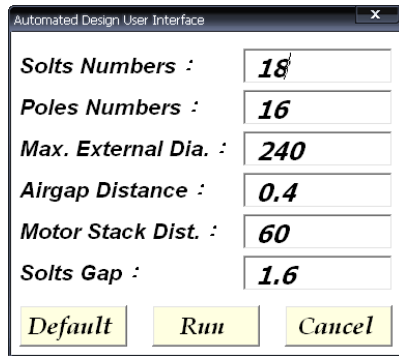 Automated Design User Interface x
Solts Numbers : 18
Poles Numbers : 16
Max. External Dia. : 240
Airgap Distance : 0.4
Motor Stack Dist. : 60
Solts Gap : 1.6
Default Run Cancel